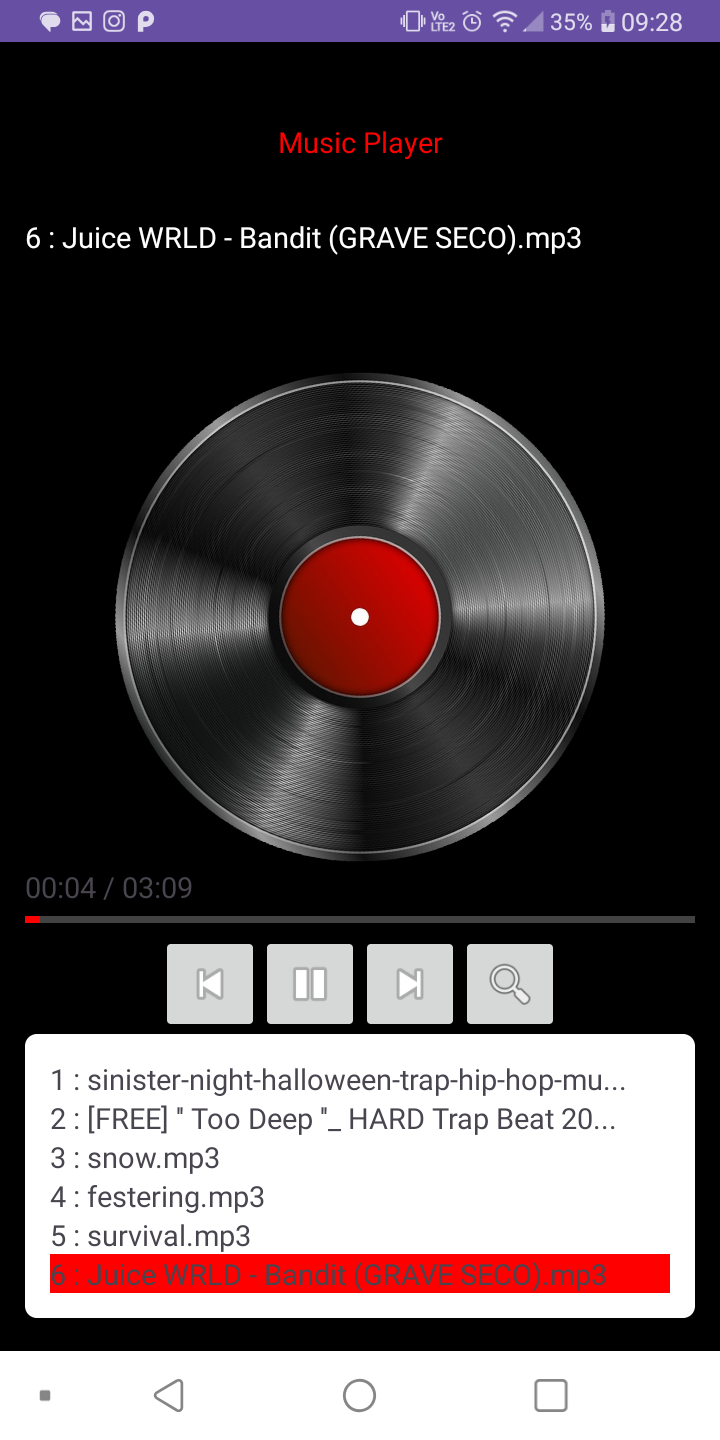 Vo
LTE2
35%
09:28
Music Player
6 : Juice WRLD - Bandit (GRAVE SECO).mp3
00:04 / 03:09
1 : sinister-night-halloween-trap-hip-hop-mu...
2 : [FREE] " Too Deep "_ HARD Trap Beat 20...
3 : snow.mp3
4 : festering.mp3
5 : survival.mp3
6 : Juice WRLD - Bandit (GRAVE SECO).mp3